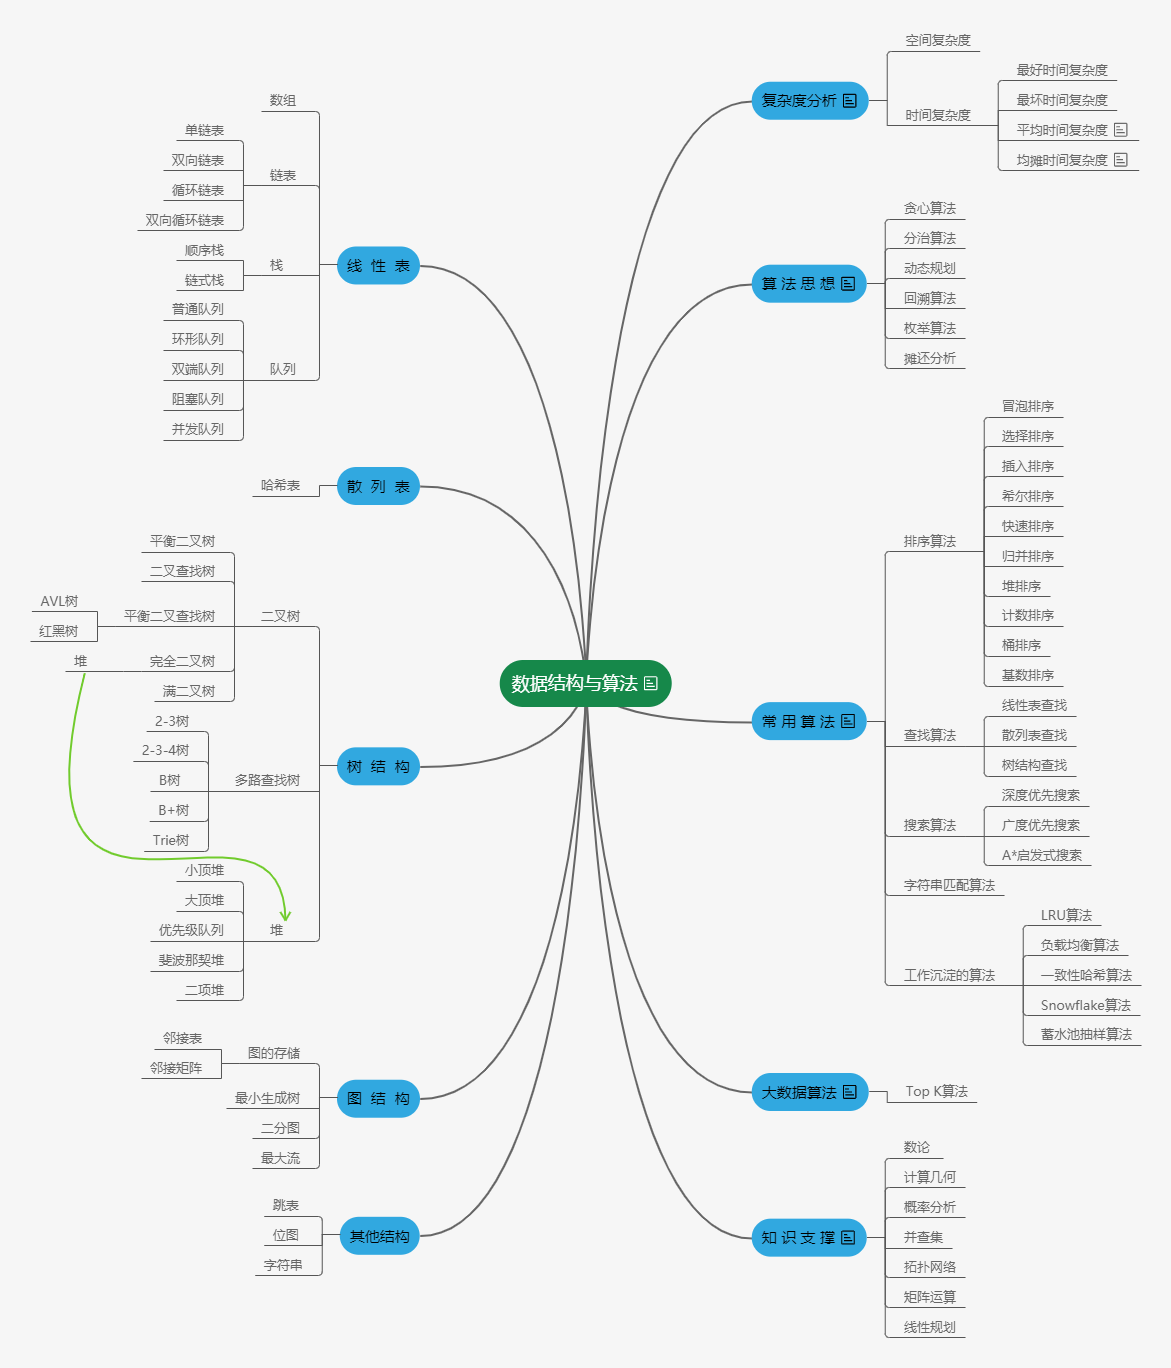 数据结构与算法
复杂度分析
空间复杂度
时间复杂度
最好时间复杂度
最坏时间复杂度
平均时间复杂度
均摊时间复杂度
算法思想
贪心算法
分治算法
动态规划
回溯算法
枚举算法
摊还分析
常用算法
排序算法
冒泡排序
选择排序
插入排序
希尔排序
快速排序
归并排序
堆排序
计数排序
桶排序
基数排序
查找算法
线性表查找
散列表查找
树结构查找
搜索算法
深度优先搜索
广度优先搜索
A*启发式搜索
字符串匹配算法
工作沉淀的算法
LRU算法
负载均衡算法
一致性哈希算法
Snowflake算法
蓄水池抽样算法
大数据算法
Top K算法
知识支撑
数论
计算几何
概率分析
并查集
拓扑网络
矩阵运算
线性规划
线性表
数组
链表
单链表
双向链表
循环链表
双向循环链表
栈
顺序栈
链式栈
队列
普通队列
环形队列
双端队列
阻塞队列
并发队列
散列表
哈希表
树结构
二叉树
平衡二叉树
二叉查找树
平衡二叉查找树
AVL树
红黑树
完全二叉树
堆
满二叉树
多路查找树
2-3树
2-3-4树
B树
B+树
Trie树
堆
小顶堆
大顶堆
优先级队列
斐波那契堆
二项堆
图结构
图的存储
邻接表
邻接矩阵
最小生成树
二分图
最大流
其他结构
跳表
位图
字符串